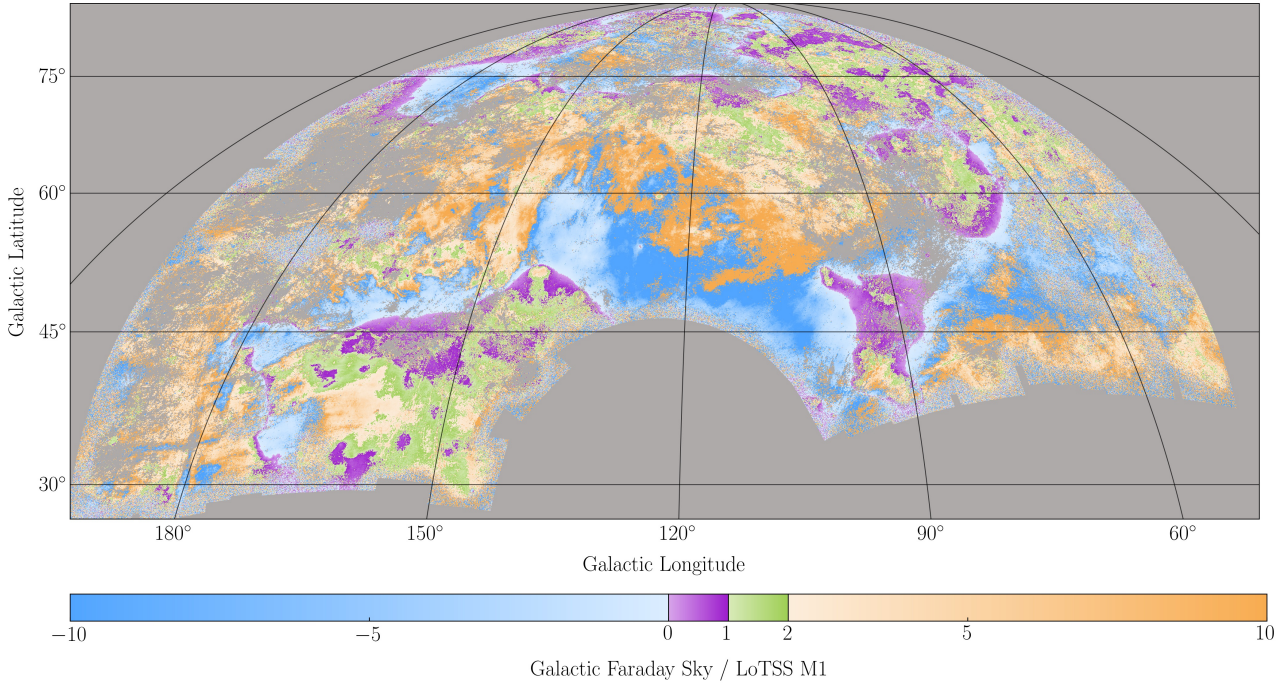 75°
60°
45°
30°
Galactic Latitude
180° 150° 120° 90° 60°
Galactic Longitude
−10 −5 0 1 2 5 10
Galactic Faraday Sky / LoTSS M1